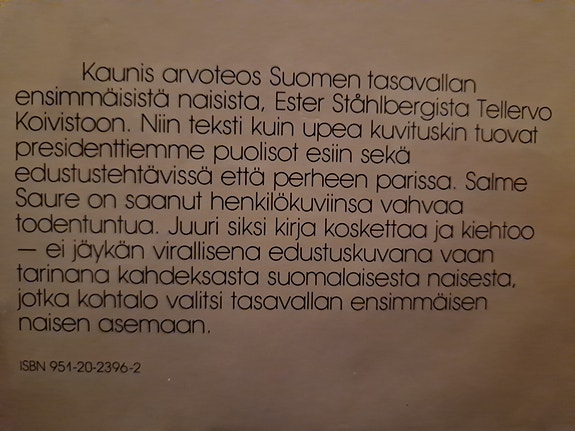 Kaunis arvoteos Suomen tasavallan
ensimmäisistä naisista, Ester Ståhlbergista Tellervo
Koivistoon. Niin teksti kuin upea kuvituskin tuovat
presidenttiemme puolisot esiin sekä
edustustehtävissä että perheen parissa. Salme
Saure on saanut henkilökuviinsa vahvaa
todentuntua. Juuri siksi kirja koskettaa ja kiehtoo
— ei jäykän virallisena edustuskuvana vaan
tarinana kahdeksasta suomalaisesta naisesta,
jotka kohtalo valitsi tasavallan ensimmäisen
naisen asemaan.
ISBN 951-20-2396-2